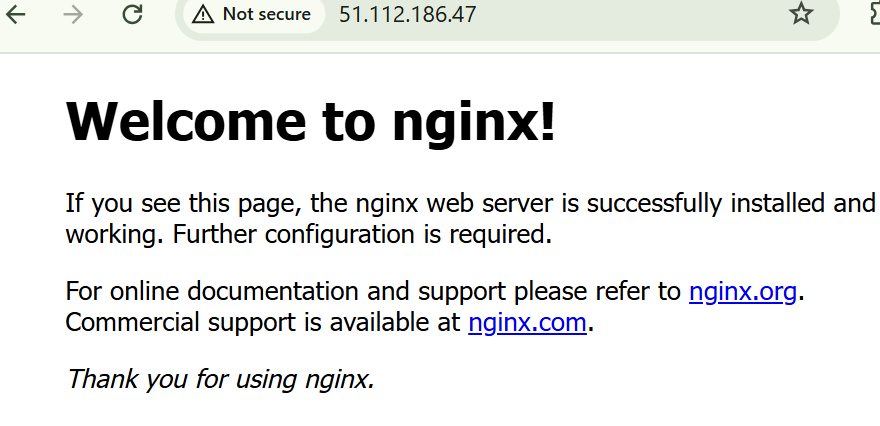 Not secure 51.112.186.47
Welcome to nginx!
If you see this page, the nginx web server is successfully installed and
working. Further configuration is required.
For online documentation and support please refer to nginx.org.
Commercial support is available at nginx.com.
Thank you for using nginx.